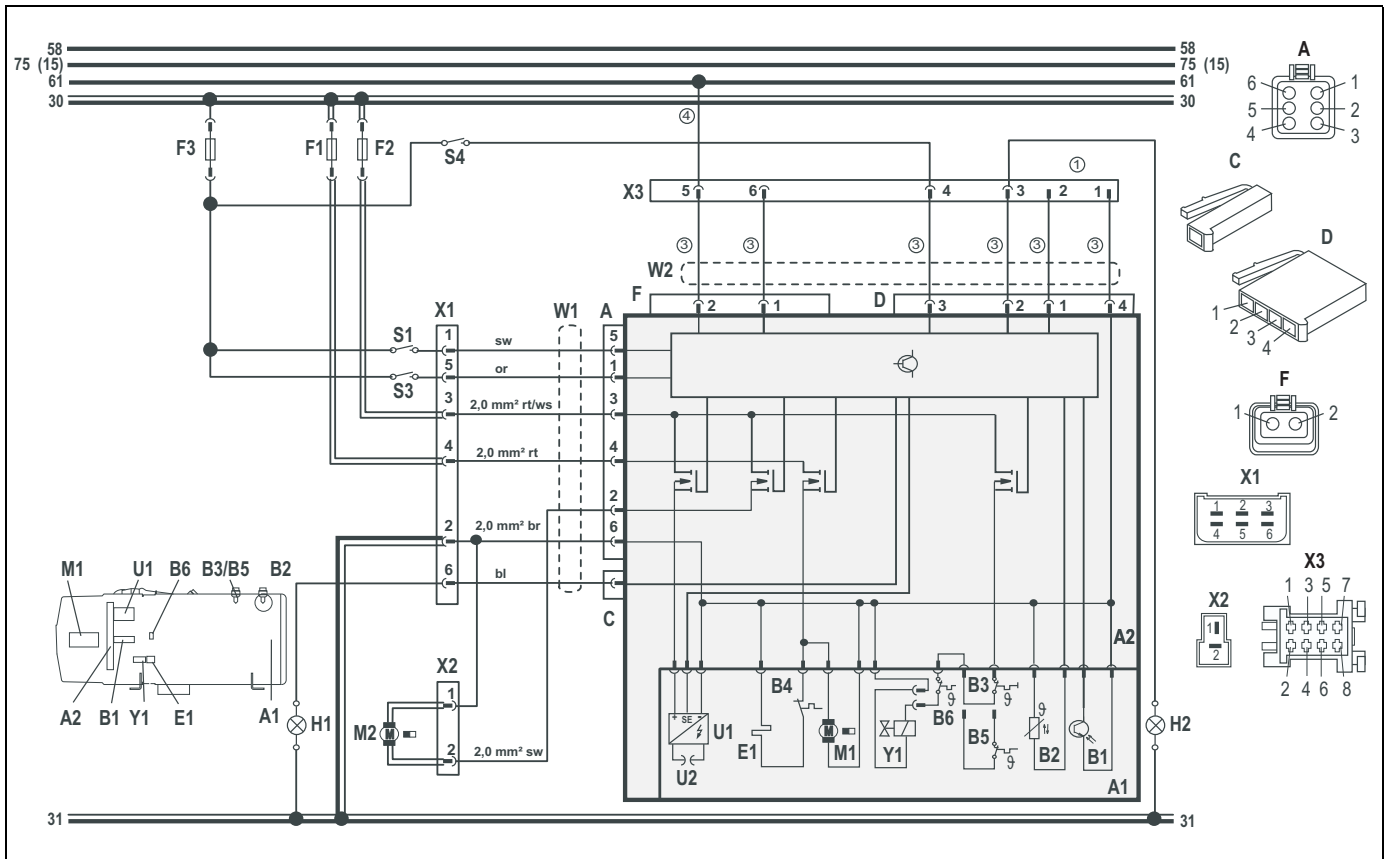 58 58
75 (15) 75 (15)
61 61
30 30
A
6 1
5 2
4 3
④
F3 F1 F2
S4
①
X3 5 6 4 3 2 1
C
③ ③ ③ ③ ③ ③
W2
D
1 2 3 4
F 2 1
D 3 2 1 4
X1 W1 A
S1 1 sw 5
S3 5 or 1
3 2,0 mm² rt/ws 3
4 2,0 mm² rt 4
2
2 2,0 mm² br 6
6 bl
C
F
1 2
X1
1 2 3
4 5 6
X3
1 3 5 7
2 4 6 8
X2
1
2
M1 U1 B6 B3/B5 B2
A2 B1 Y1 E1 A1
H1
X2
1
M2 M
2 2,0 mm² sw
A2
B4 B3
B6
+ SE -
U1
U2
E1
M
M1
Y1
B5
ϑ
ϑ
ϑ
ϑ
B2
B1
A1
H2
31 31